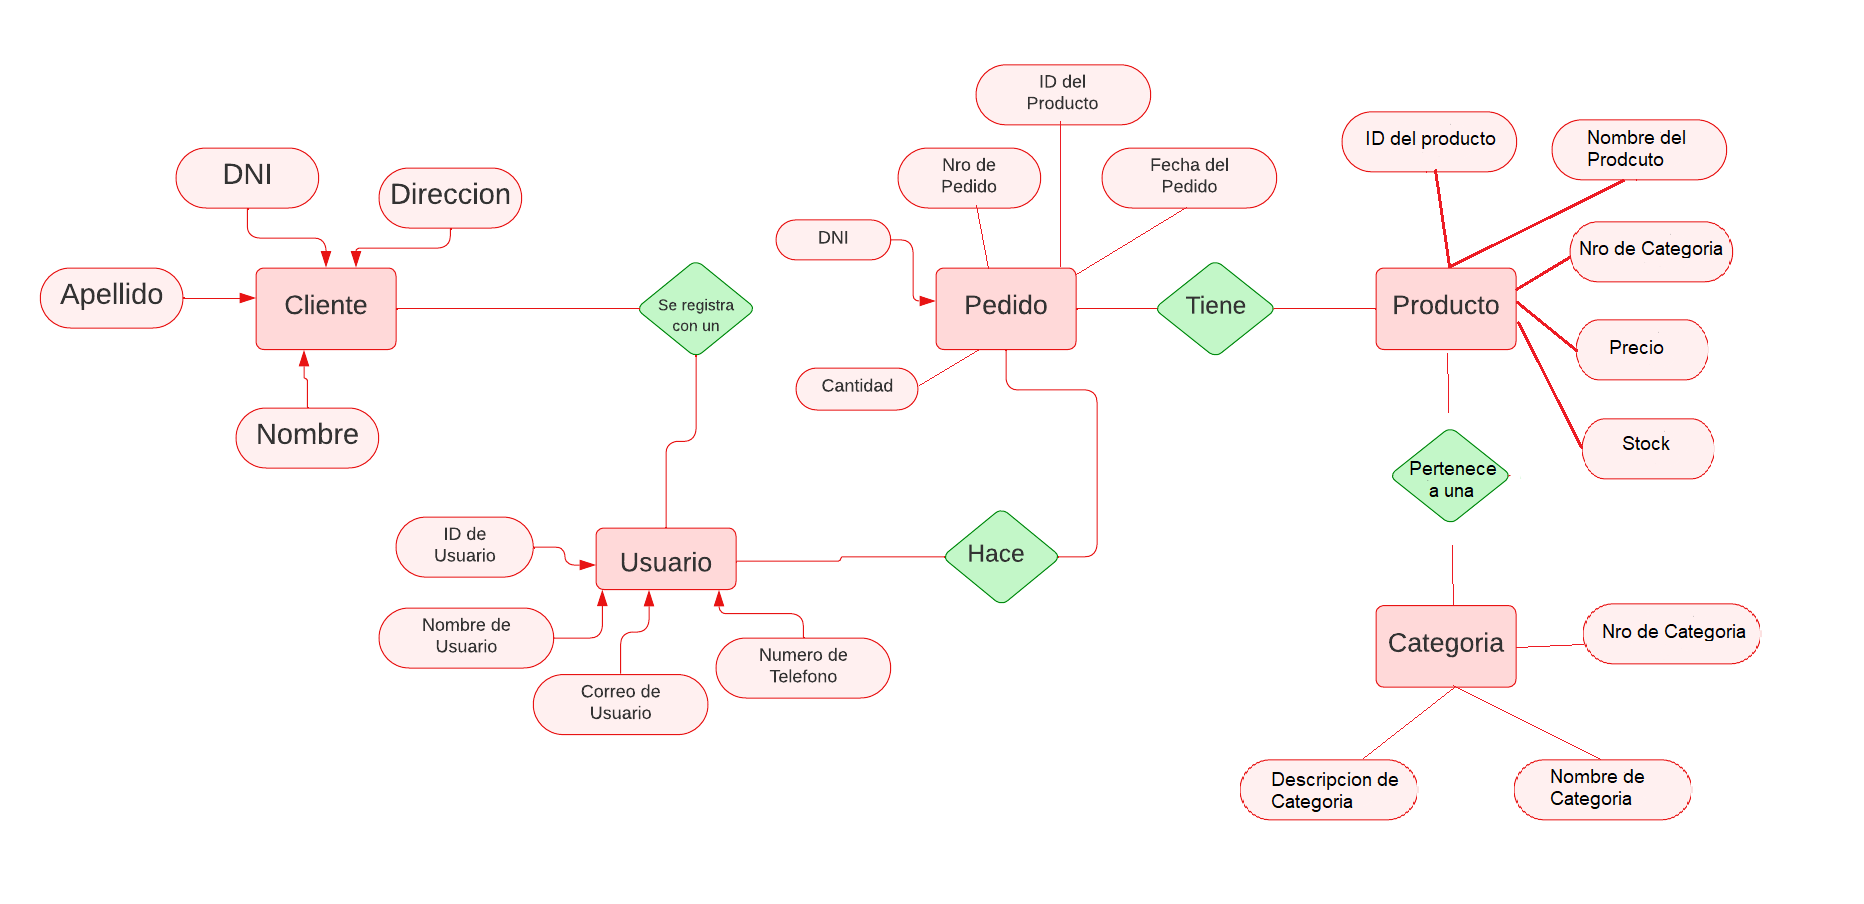 DNI
Direccion
Apellido
Cliente
Nombre
Se registra
con un
ID de
Usuario
Usuario
Nombre de
Usuario
Correo de
Usuario
Numero de
Telefono
Hace
ID del
Producto
Nro de
Pedido
Fecha del
Pedido
DNI
Pedido
Cantidad
Tiene
ID del producto
Nombre del
Prodcuto
Nro de Categoria
Producto
Precio
Stock
Pertenece
a una
Categoria
Nro de Categoria
Descripcion de
Categoria
Nombre de
Categoria